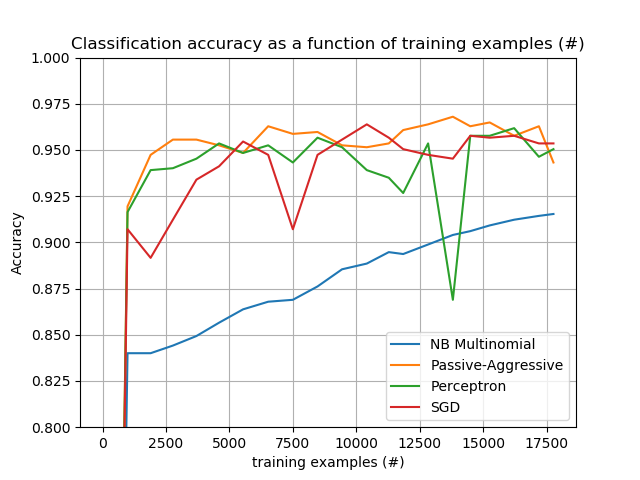 Classification accuracy as a function of training examples (#)
1.000
0.975
0.950
0.925
0.900
0.875
0.850
0.825
0.800
Accuracy
NB Multinomial
Passive-Aggressive
Perceptron
SGD
0 2500 5000 7500 10000 12500 15000 17500
training examples (#)